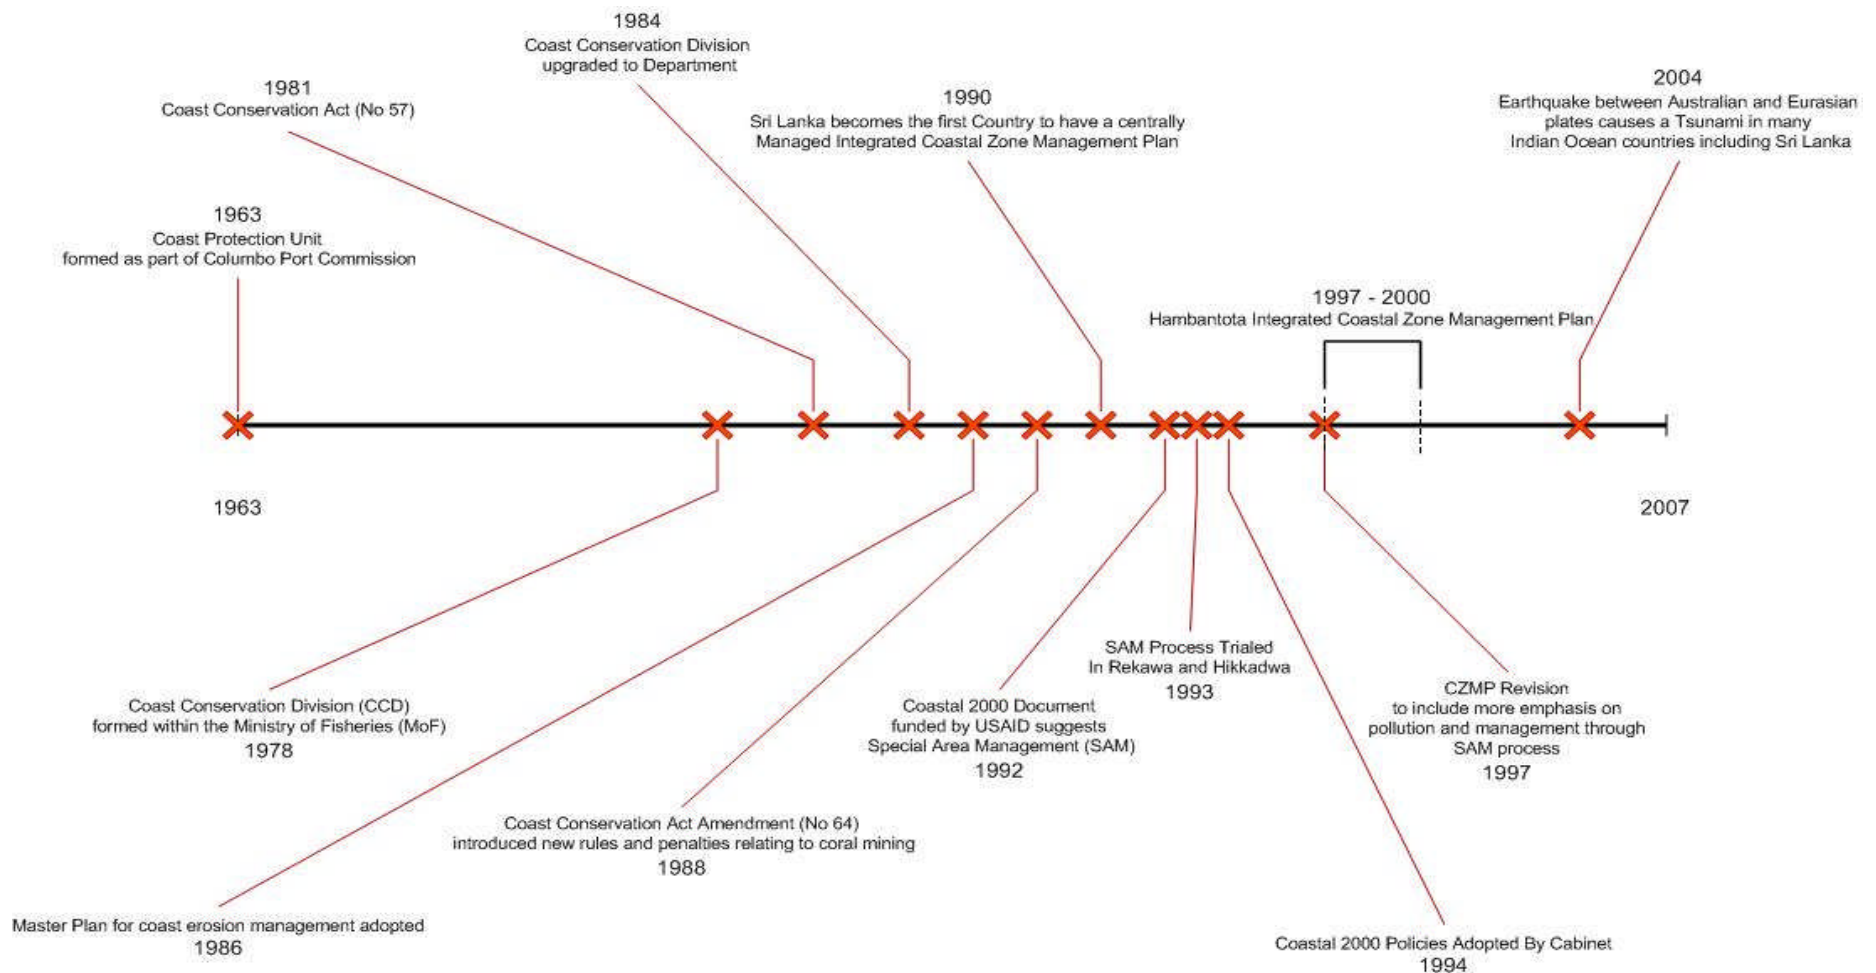 1984
Coast Conservation Division
upgraded to Department
1981
Coast Conservation Act (No 57)
1990
Sri Lanka becomes the first Country to have a centrally
Managed Integrated Coastal Zone Management Plan
2004
Earthquake between Australian and Eurasian
plates causes a Tsunami in many
Indian Ocean countries including Sri Lanka
1963
Coast Protection Unit
formed as part of Columbo Port Commission
1997 - 2000
Hambantota Integrated Coastal Zone Management Plan
1963
2007
Coast Conservation Division (CCD)
formed within the Ministry of Fisheries (MoF)
1978
Master Plan for coast erosion management adopted
1986
Coast Conservation Act Amendment (No 64)
introduced new rules and penalties relating to coral mining
1988
Coastal 2000 Document
funded by USAID suggests
Special Area Management (SAM)
1992
SAM Process Trialed
In Rekawa and Hikkadwa
1993
Coastal 2000 Policies Adopted By Cabinet
1994
CZMP Revision
to include more emphasis on
pollution and management through
SAM process
1997